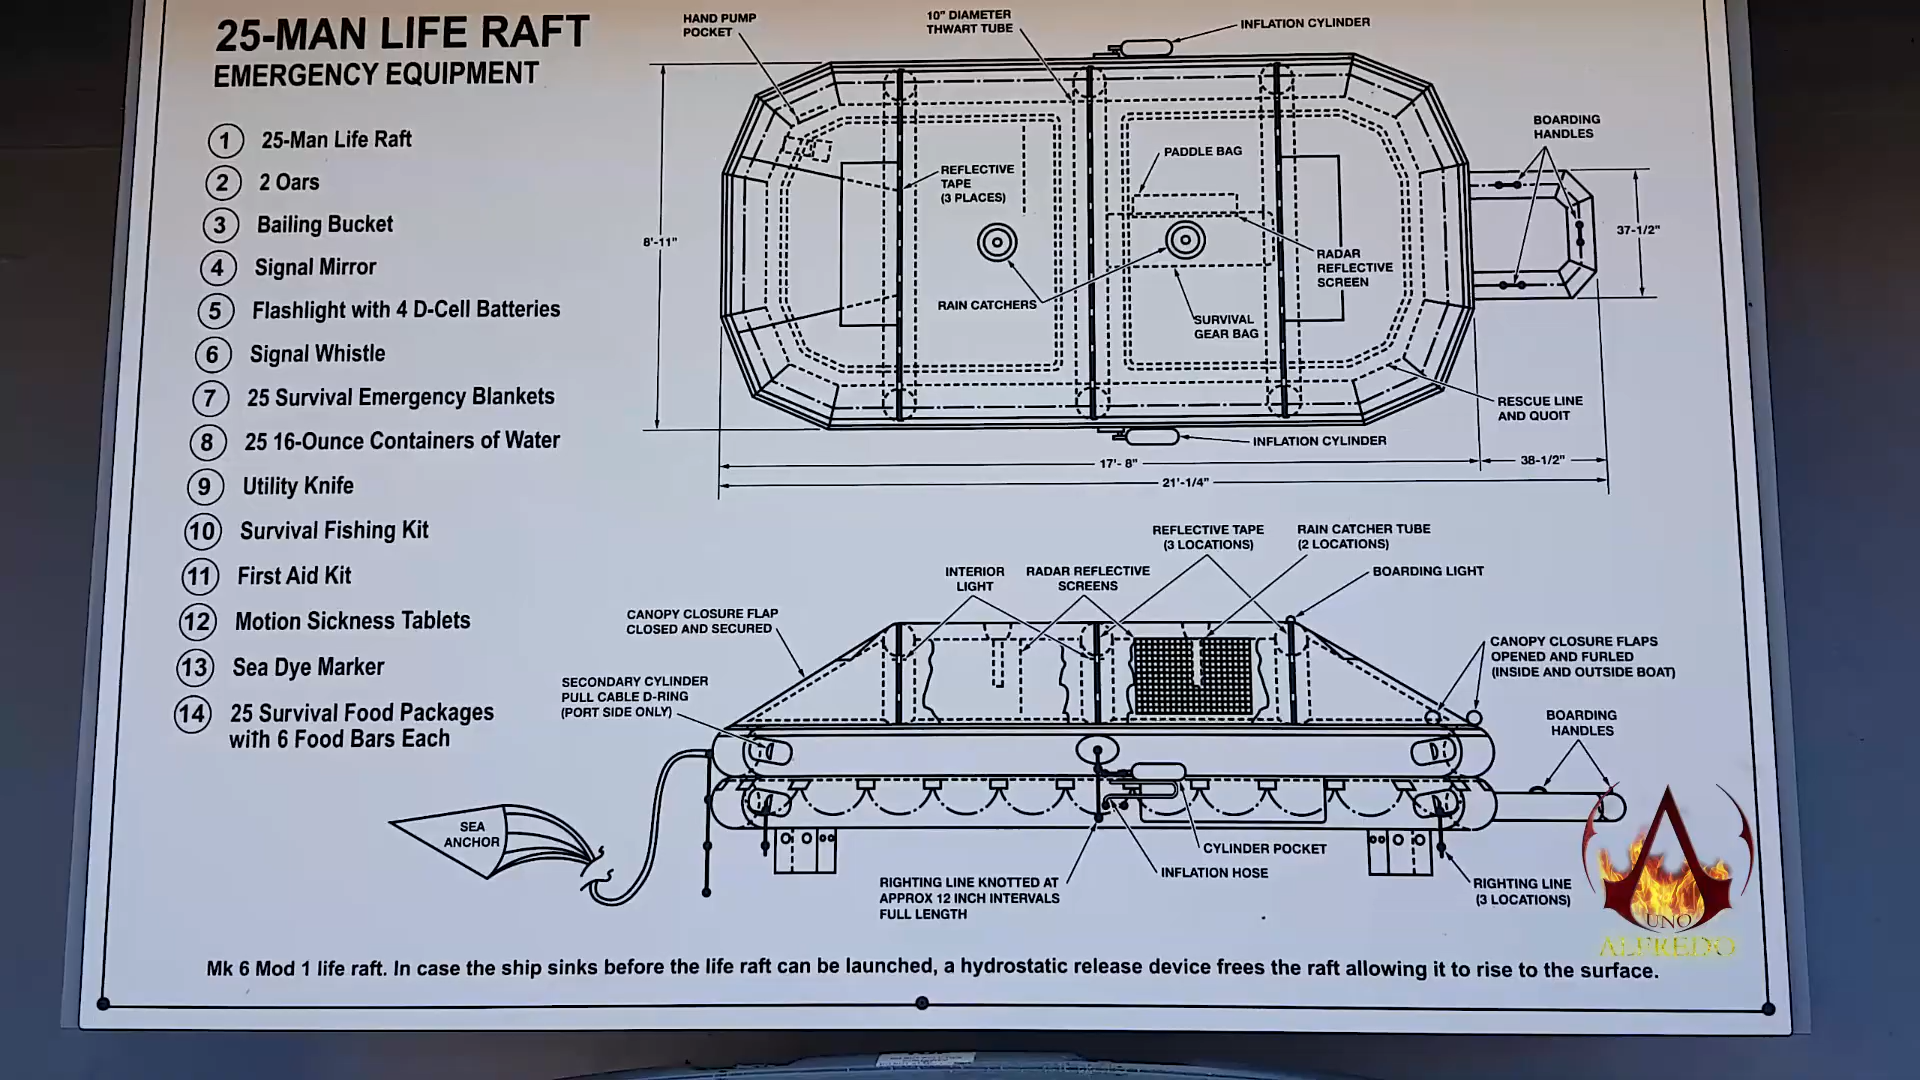 25-MAN LIFE RAFT
EMERGENCY EQUIPMENT
1 25-Man Life Raft
2 2 Oars
3 Bailing Bucket
4 Signal Mirror
5 Flashlight with 4 D-Cell Batteries
6 Signal Whistle
7 25 Survival Emergency Blankets
8 25 16-Ounce Containers of Water
9 Utility Knife
10 Survival Fishing Kit
11 First Aid Kit
12 Motion Sickness Tablets
13 Sea Dye Marker
14 25 Survival Food Packages
with 6 Food Bars Each
HAND PUMP
POCKET
10" DIAMETER
THWART TUBE
INFLATION CYLINDER
BOARDING
HANDLES
PADDLE BAG
REFLECTIVE
TAPE
(3 PLACES)
8'-11"
37-1/2"
RADAR
REFLECTIVE
SCREEN
RAIN CATCHERS
SURVIVAL
GEAR BAG
RESCUE LINE
AND QUOIT
INFLATION CYLINDER
17'- 8"
38-1/2"
21'-1/4"
REFLECTIVE TAPE
(3 LOCATIONS)
RAIN CATCHER TUBE
(2 LOCATIONS)
INTERIOR
LIGHT
RADAR REFLECTIVE
SCREENS
BOARDING LIGHT
CANOPY CLOSURE FLAP
CLOSED AND SECURED
CANOPY CLOSURE FLAPS
OPENED AND FURLED
(INSIDE AND OUTSIDE BOAT)
SECONDARY CYLINDER
PULL CABLE D-RING
(PORT SIDE ONLY)
BOARDING
HANDLES
SEA
ANCHOR
CYLINDER POCKET
INFLATION HOSE
RIGHTING LINE KNOTTED AT
APPROX 12 INCH INTERVALS
FULL LENGTH
RIGHTING LINE
(3 LOCATIONS)
UNO
ALFREDO
Mk 6 Mod 1 life raft. In case the ship sinks before the life raft can be launched, a hydrostatic release device frees the raft allowing it to rise to the surface.